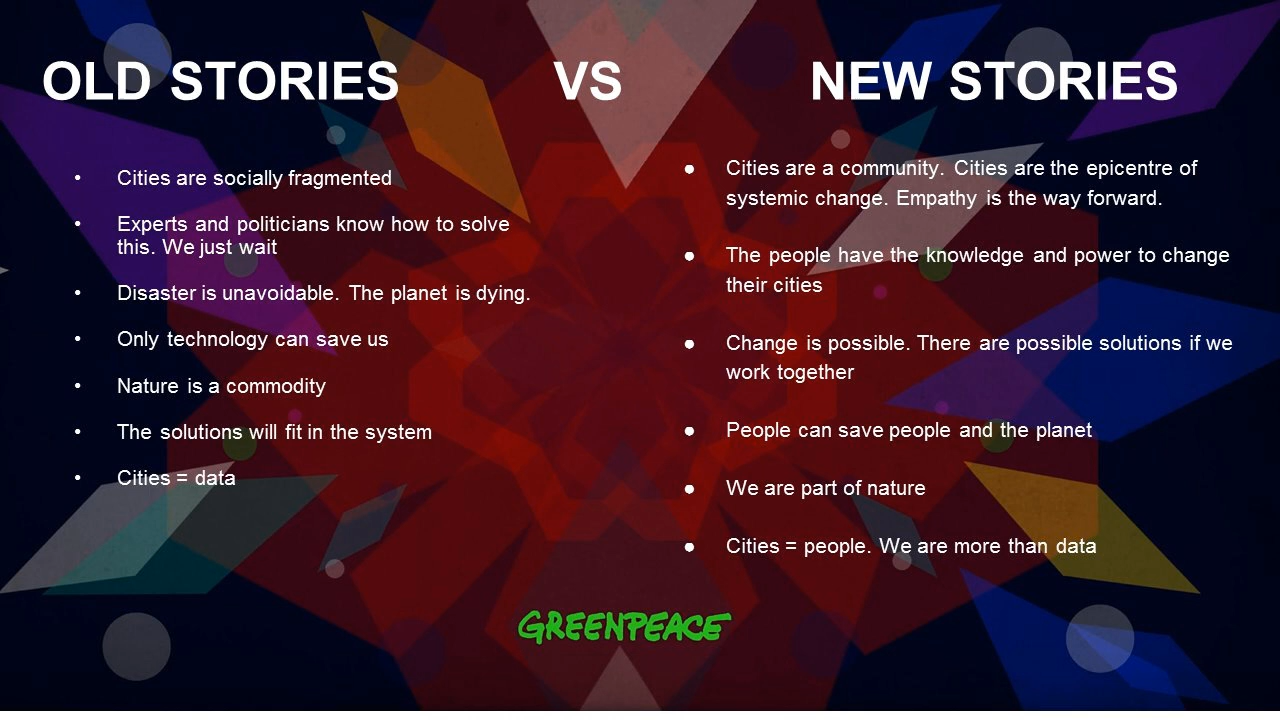 OLD STORIES VS NEW STORIES
• Cities are socially fragmented
• Experts and politicians know how to solve
this. We just wait
• Disaster is unavoidable. The planet is dying.
• Only technology can save us
• Nature is a commodity
• The solutions will fit in the system
• Cities = data
● Cities are a community. Cities are the epicentre of
systemic change. Empathy is the way forward.
● The people have the knowledge and power to change
their cities
● Change is possible. There are possible solutions if we
work together
● People can save people and the planet
● We are part of nature
● Cities = people. We are more than data
GREENPEACE